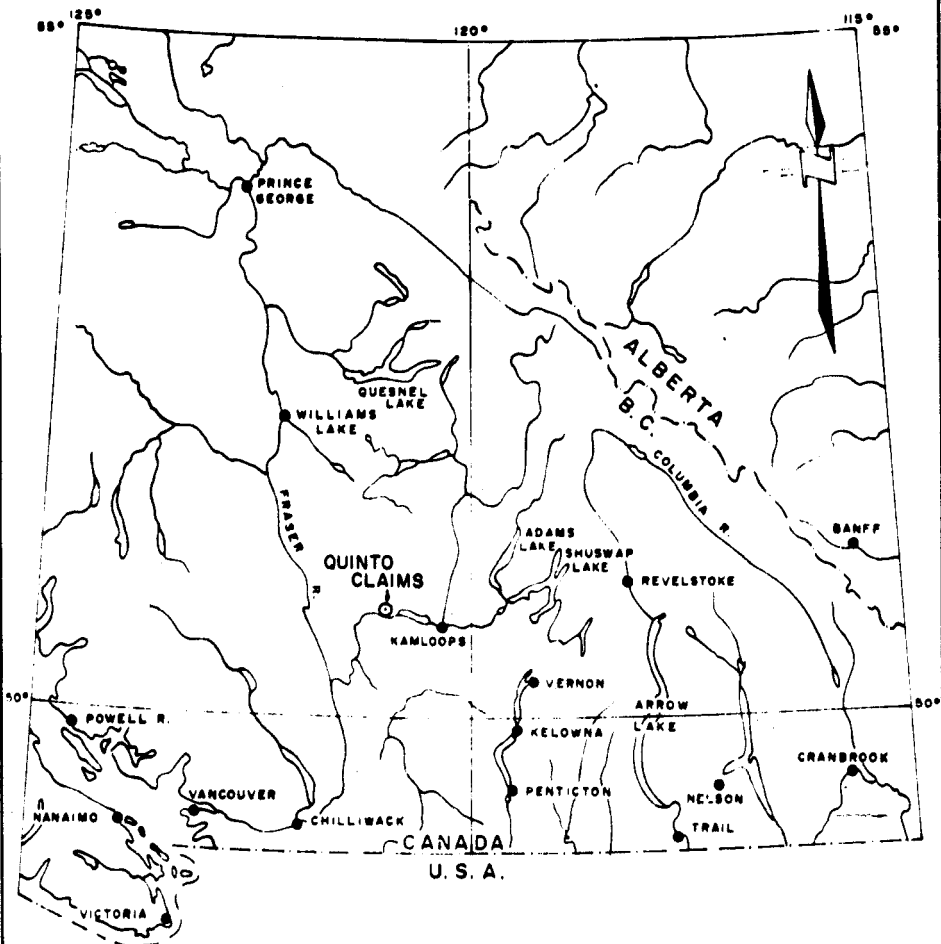 125°
120°
115°
55°
55°
PRINCE
GEORGE
ALBERTA
B.C.
QUESNEL
LAKE
WILLIAMS
LAKE
COLUMBIA R.
FRASER R.
BANFF
ADAMS
LAKE
SHUSWAP
LAKE
QUINTO
CLAIMS
REVELSTOKE
KAMLOOPS
VERNON
50°
50°
ARROW
LAKE
POWELL R.
KELOWNA
CRANBROOK
VANCOUVER
PENTICTON
NELSON
NANAIMO
CHILLIWACK
TRAIL
CANADA
U.S.A.
VICTORIA